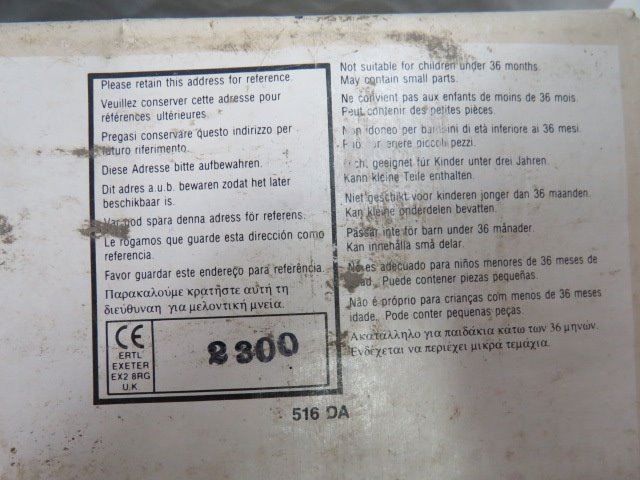 Please retain this address for reference.
Veuillez conserver cette adresse pour
références ultérieures.
Pregasi conservare questo indirizzo per
futuro riferimento.
Diese Adresse bitte aufbewahren.
Dit adres a.u.b. bewaren zodat het later
beschikbaar is.
Var god spara denna adress för referens.
Le rogamos que guarde esta dirección como
referencia.
Favor guardar este endereço para referência.
Παρακαλούμε κρατήστε αυτή τη
διεύθυναη για μελοντική μνεία.
CE
ERTL
EXETER
EX2 8RG
U.K
2300
Not suitable for children under 36 months.
May contain small parts.
Ne convient pas aux enfants de moins de 36 mois.
Peut contenir des petites pièces.
Non idoneo per bambini di età inferiore ai 36 mesi.
piccoli pezzi.
geeignet für Kinder unter drei Jahren.
Kann kleine Teile enthalten.
Niet geschikt voor kinderen jonger dan 36 maanden.
Kan kleine onderdelen bevatten.
Passar inte för barn under 36 månader.
Kan innehålla små delar.
No es adecuado para niños menores de 36 meses de
edad. Puede contener piezas pequeñas.
Não é próprio para crianças com menos de 36 meses
idade. Pode conter pequenas peças.
Ακαταλληλο για παιδάκια κάτω των 36 μηνών.
Ενδέχεται να περιέχει μικρά τεμάχια.
516 DA